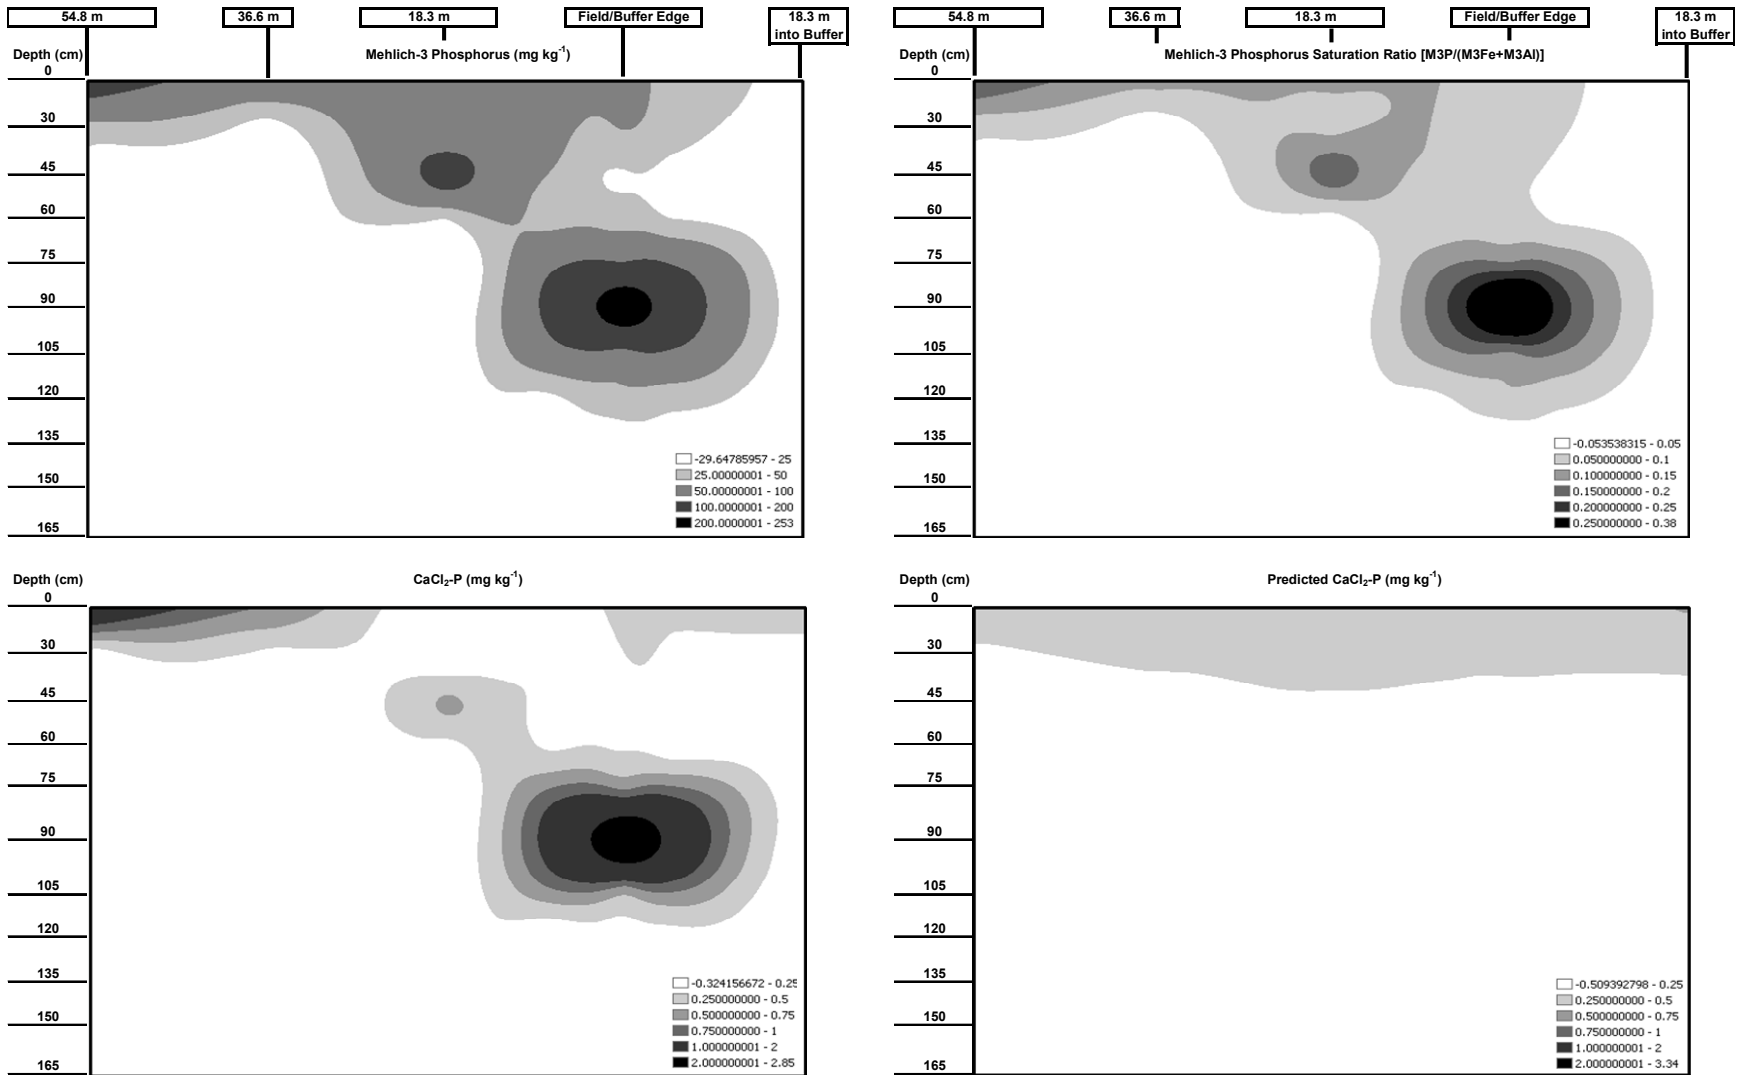 54.8 m
36.6 m
18.3 m
Field/Buffer Edge
18.3 m
into Buffer
Depth (cm)
Mehlich-3 Phosphorus (mg kg⁻¹)
0
30
45
60
75
90
105
120
135
150
165
-29.64785957 - 25
25.00000001 - 50
50.00000001 - 100
100.0000001 - 200
200.0000001 - 253
54.8 m
36.6 m
18.3 m
Field/Buffer Edge
18.3 m
into Buffer
Depth (cm)
Mehlich-3 Phosphorus Saturation Ratio [M3P/(M3Fe+M3Al)]
0
30
45
60
75
90
105
120
135
150
165
-0.053538315 - 0.05
0.050000000 - 0.1
0.100000000 - 0.15
0.150000000 - 0.2
0.200000000 - 0.25
0.250000000 - 0.38
Depth (cm)
CaCl₂-P (mg kg⁻¹)
0
30
45
60
75
90
105
120
135
150
165
-0.324156672 - 0.25
0.250000000 - 0.5
0.500000000 - 0.75
0.750000000 - 1
1.000000001 - 2
2.000000001 - 2.85
Depth (cm)
Predicted CaCl₂-P (mg kg⁻¹)
0
30
45
60
75
90
105
120
135
150
165
-0.509392798 - 0.25
0.250000000 - 0.5
0.500000000 - 0.75
0.750000000 - 1
1.000000001 - 2
2.000000001 - 3.34